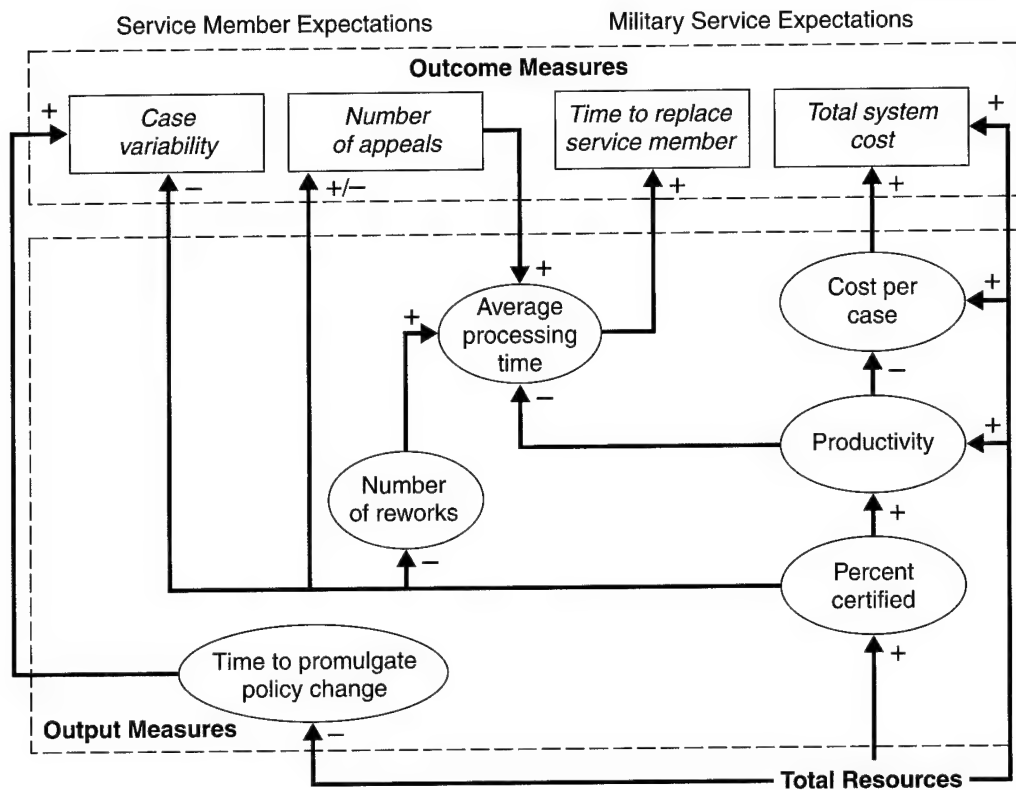 Service Member Expectations
Military Service Expectations
Outcome Measures
+
Case
variability
Number
of appeals
Time to replace
service member
Total system
cost
+
–
+/–
+
+
+
Average
processing
time
+
Cost per
case
+
–
–
Productivity
+
Number
of reworks
+
–
Percent
certified
Time to promulgate
policy change
+
Output Measures
–
Total Resources